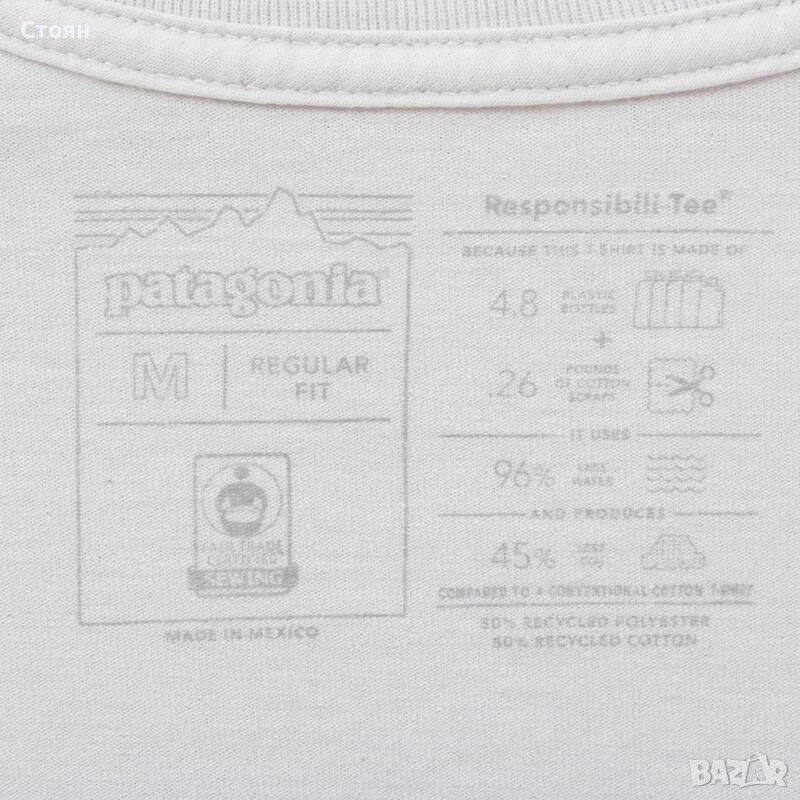 Стоян
patagonia®
M
REGULAR
FIT
FAIR TRADE
CERTIFIED
SEWING
MADE IN MEXICO
Responsibili-Tee®
BECAUSE THIS T-SHIRT IS MADE OF
4.8 PLASTIC
BOTTLES
+
.26 POUNDS
OF COTTON
SCRAPS
IT USES
96% LESS
WATER
AND PRODUCES
45% LESS
CO₂
COMPARED TO A CONVENTIONAL COTTON T-SHIRT
50% RECYCLED POLYESTER
50% RECYCLED COTTON
BAZAR